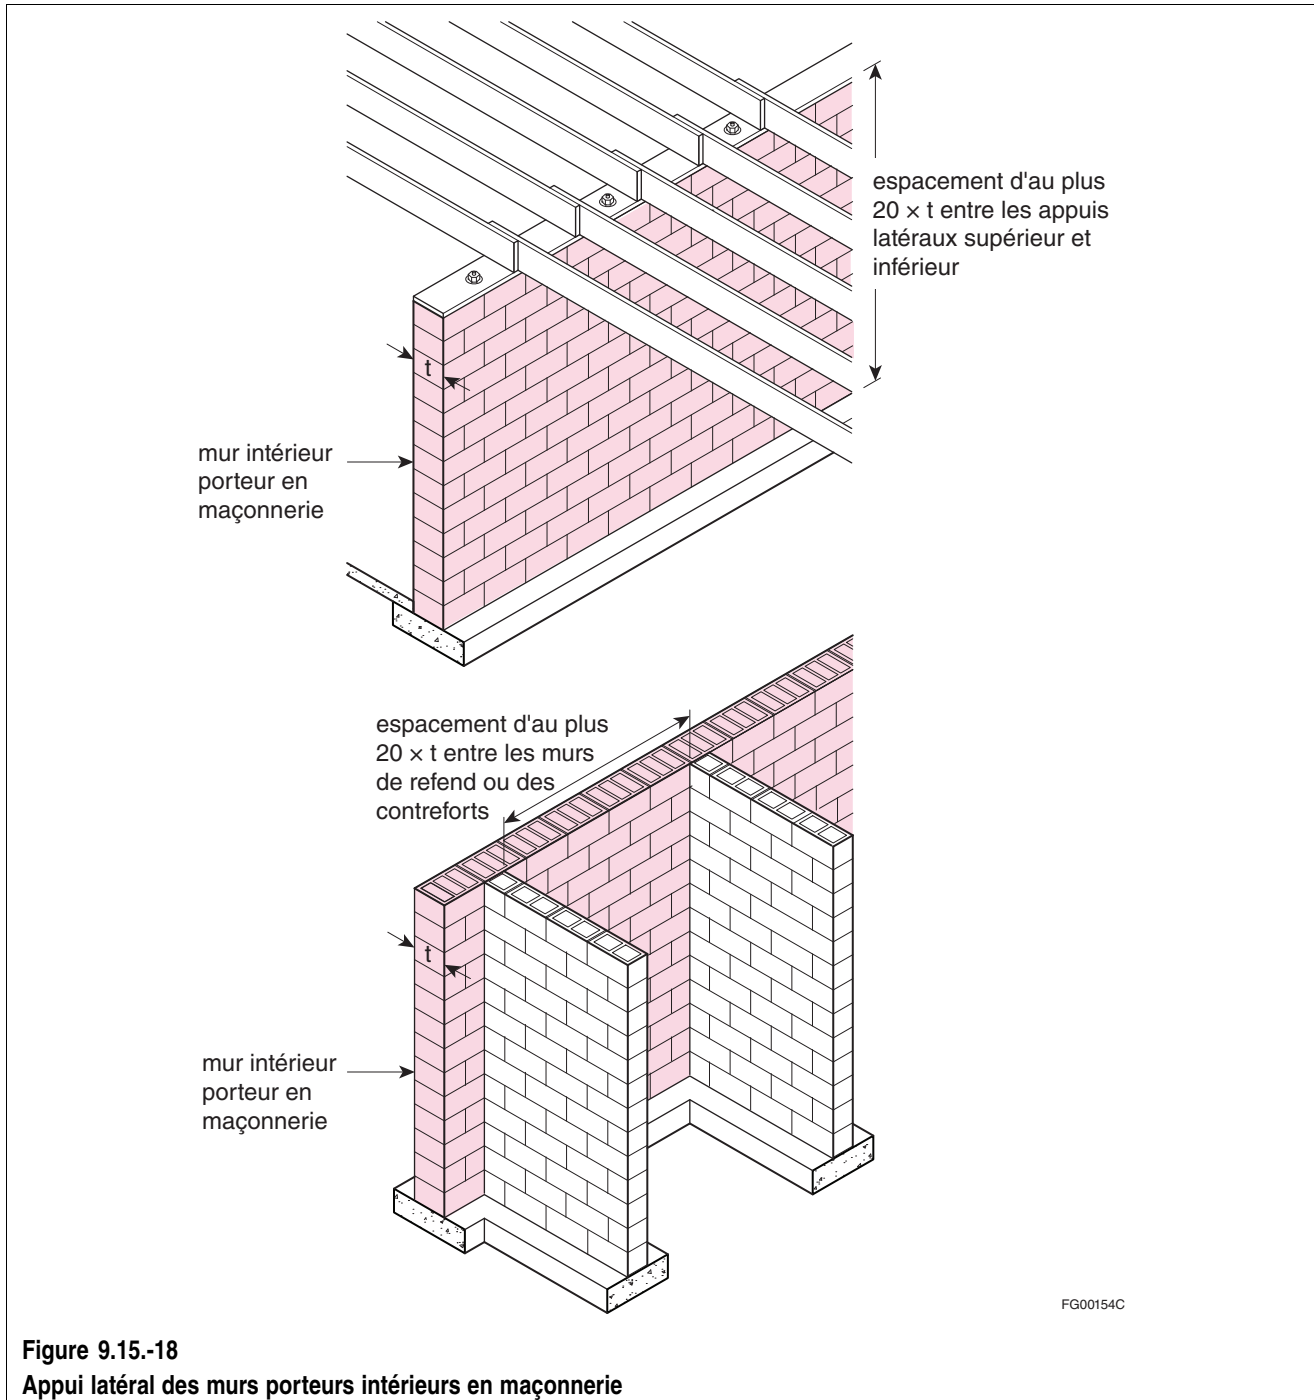 espacement d'au plus
20 × t entre les appuis
latéraux supérieur et
inférieur
t
mur intérieur
porteur en
maçonnerie
espacement d'au plus
20 × t entre les murs
de refend ou des
contreforts
t
mur intérieur
porteur en
maçonnerie
FG00154C
Figure 9.15.-18
Appui latéral des murs porteurs intérieurs en maçonnerie